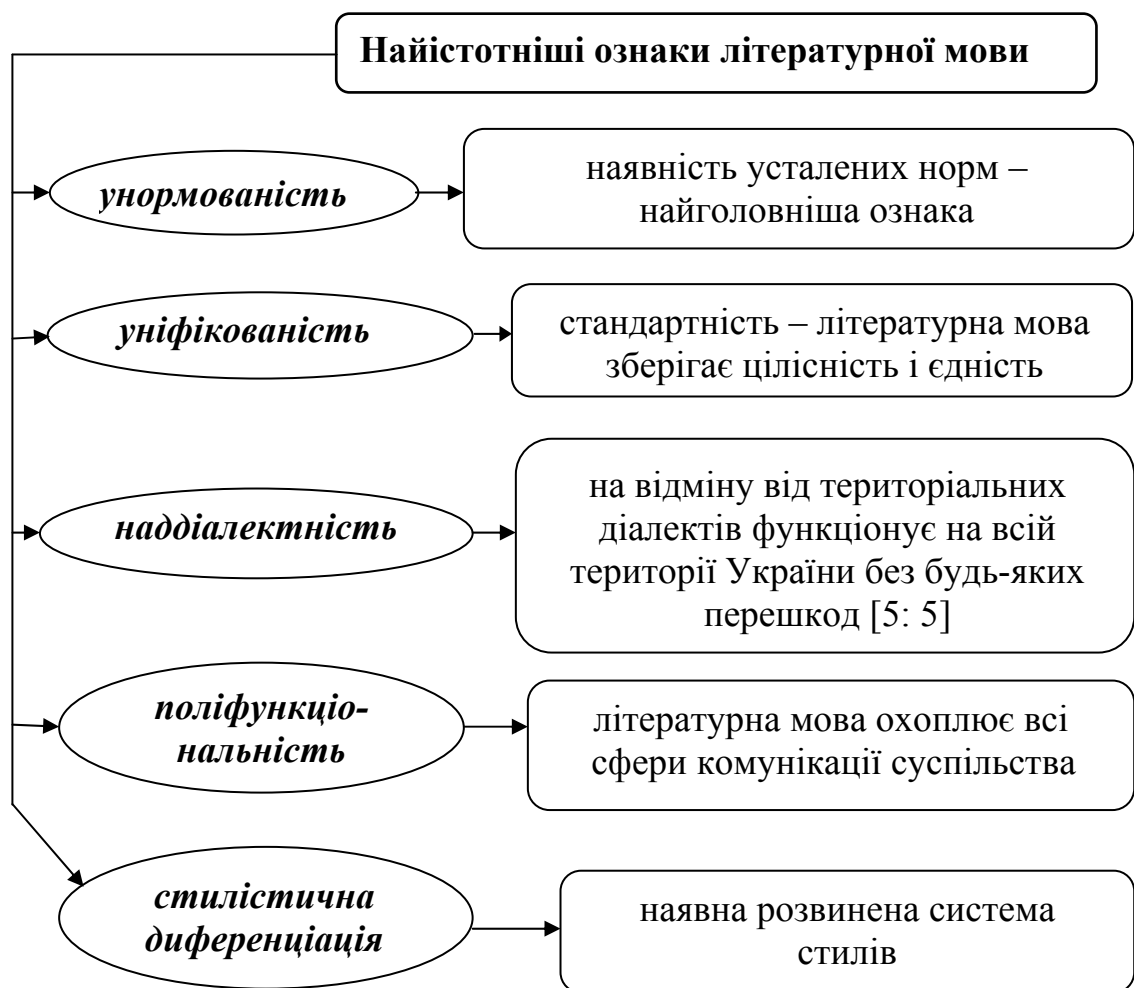 Найістотніші ознаки літературної мови
унормованість
наявність усталених норм –
найголовніша ознака
уніфікованість
стандартність – літературна мова
зберігає цілісність і єдність
наддіалектність
на відміну від територіальних
діалектів функціонує на всій
території України без будь-яких
перешкод [5: 5]
поліфункціо-
нальність
літературна мова охоплює всі
сфери комунікації суспільства
стилістична
диференціація
наявна розвинена система
стилів